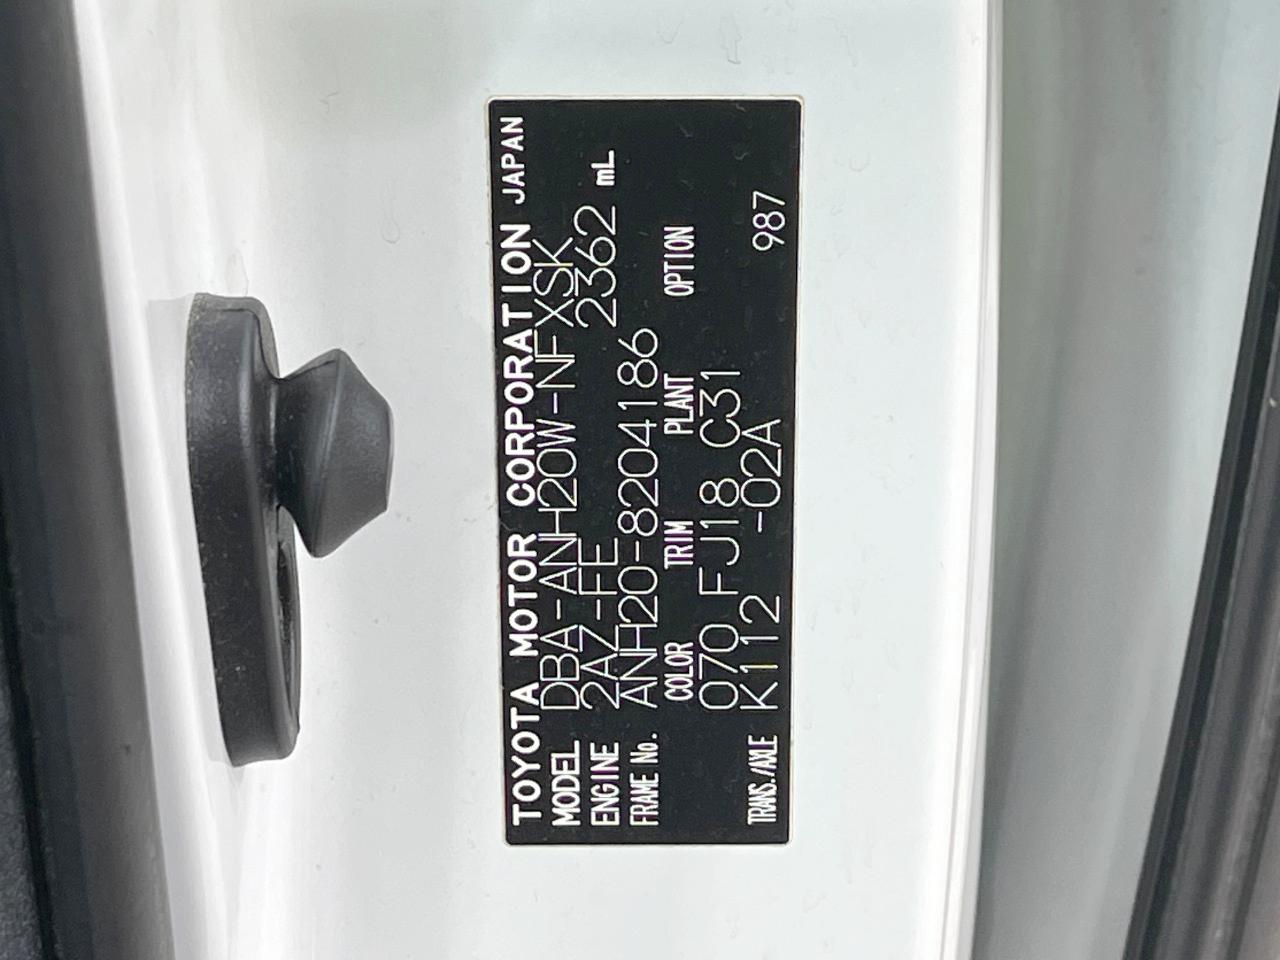 TOYOTA MOTOR CORPORATION JAPAN
MODEL DBA-ANH20W-NFXSK
ENGINE 2AZ-FE 2362 mL
FRAME No. ANH20-8204186
COLOR TRIM PLANT OPTION
070 FJ18 C31
TRANS./AXLE K112 -02A 987